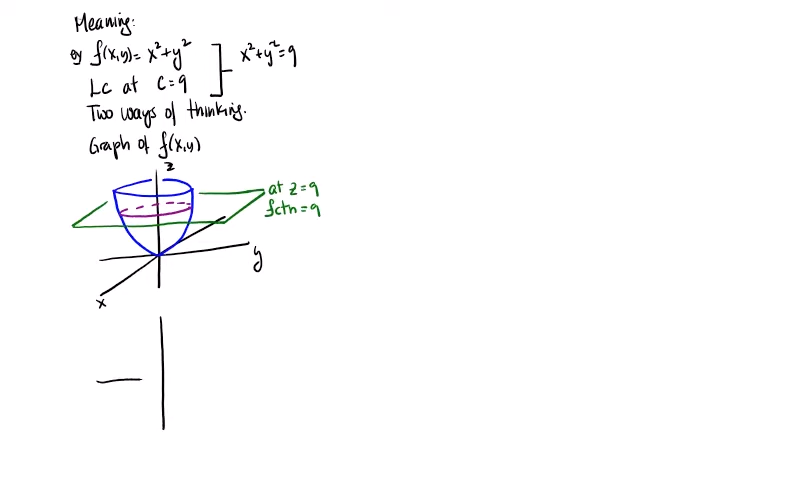 Meaning:
eg f(x,y) = x²+y²
x²+y²=9
LC at C=9
Two ways of thinking.
Graph of f(x,y)
z
at z=9
fctn=9
y
x